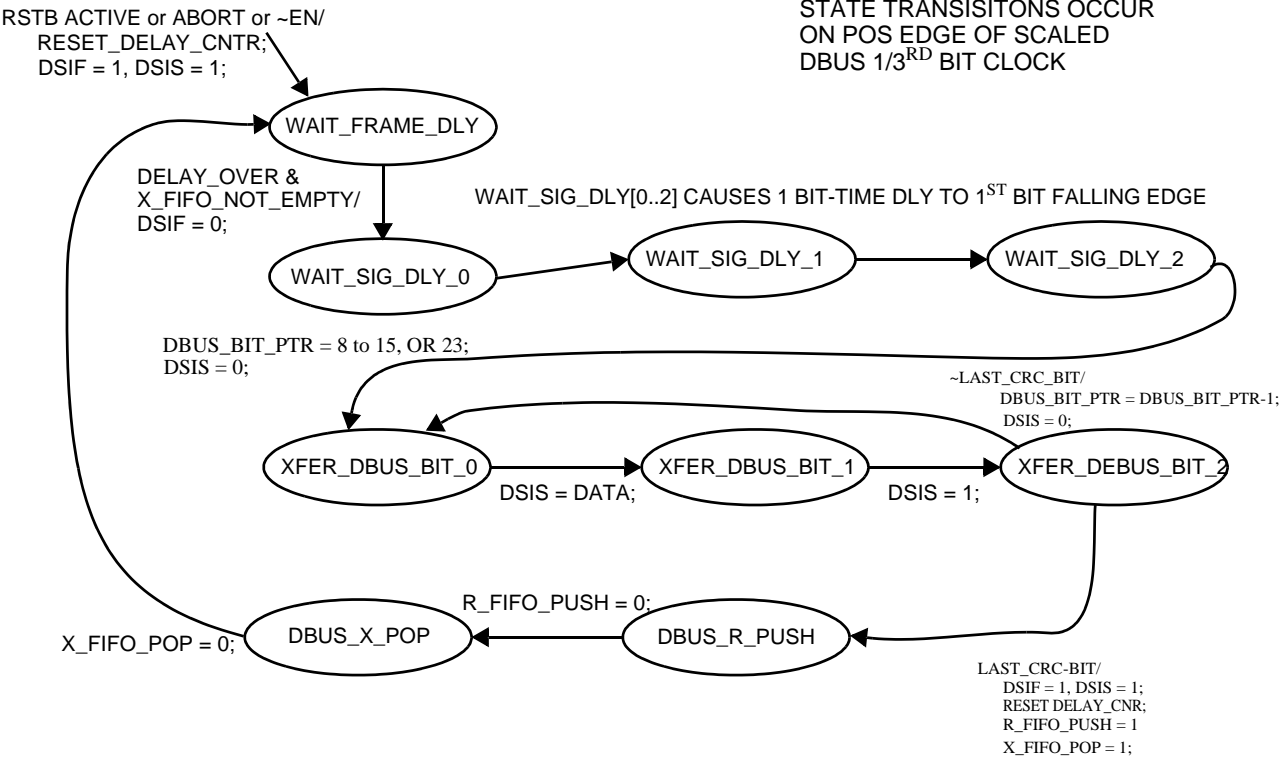 RSTB ACTIVE or ABORT or ~EN/
RESET_DELAY_CNTR;
DSIF = 1, DSIS = 1;
STATE TRANSISITONS OCCUR
ON POS EDGE OF SCALED
DBUS 1/3RD BIT CLOCK
WAIT_FRAME_DLY
DELAY_OVER &
X_FIFO_NOT_EMPTY/
DSIF = 0;
WAIT_SIG_DLY[0..2] CAUSES 1 BIT-TIME DLY TO 1ST BIT FALLING EDGE
WAIT_SIG_DLY_0
WAIT_SIG_DLY_1
WAIT_SIG_DLY_2
DBUS_BIT_PTR = 8 to 15, OR 23;
DSIS = 0;
~LAST_CRC_BIT/
DBUS_BIT_PTR = DBUS_BIT_PTR-1;
DSIS = 0;
XFER_DBUS_BIT_0
DSIS = DATA;
XFER_DBUS_BIT_1
DSIS = 1;
XFER_DEBUS_BIT_2
R_FIFO_PUSH = 0;
X_FIFO_POP = 0;
DBUS_X_POP
DBUS_R_PUSH
LAST_CRC-BIT/
DSIF = 1, DSIS = 1;
RESET DELAY_CNR;
R_FIFO_PUSH = 1
X_FIFO_POP = 1;